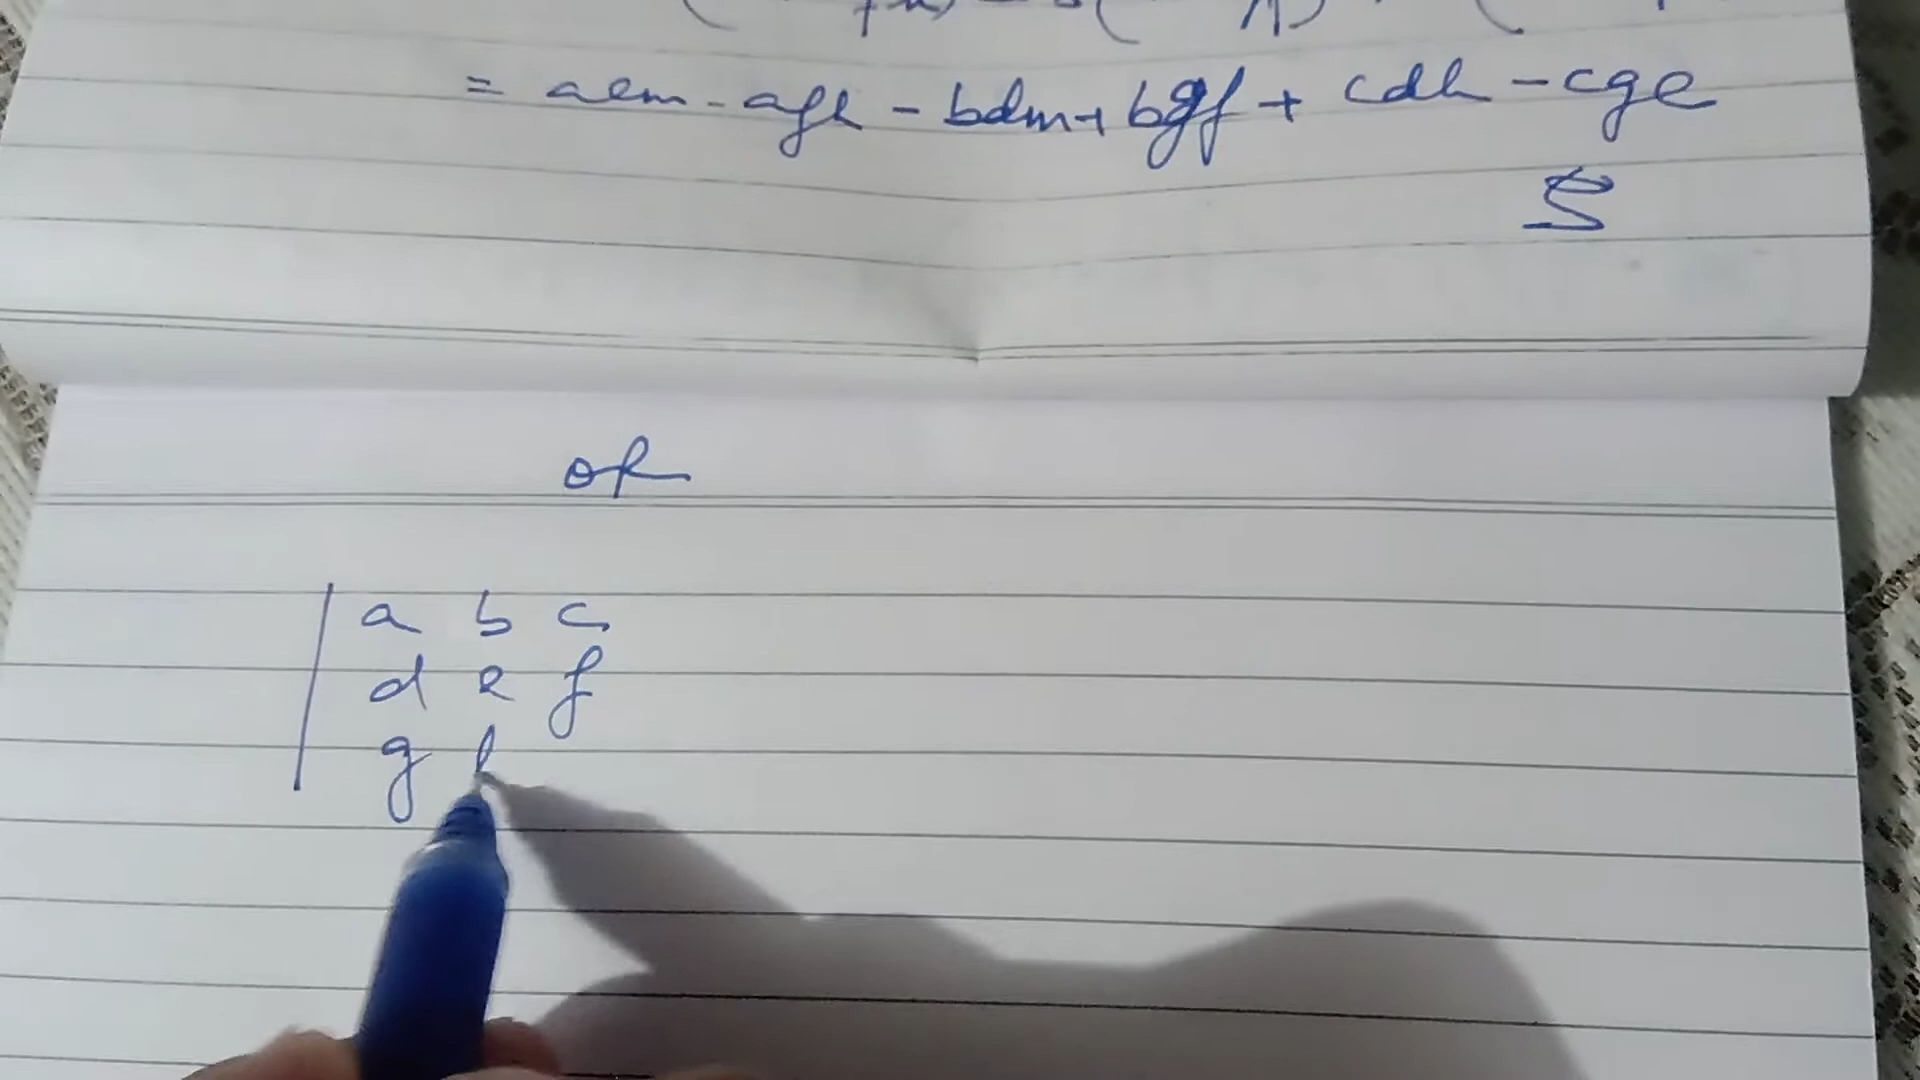 = aem - afh - bdm + bgf + cdh - cge
or
a b c
d e f
g